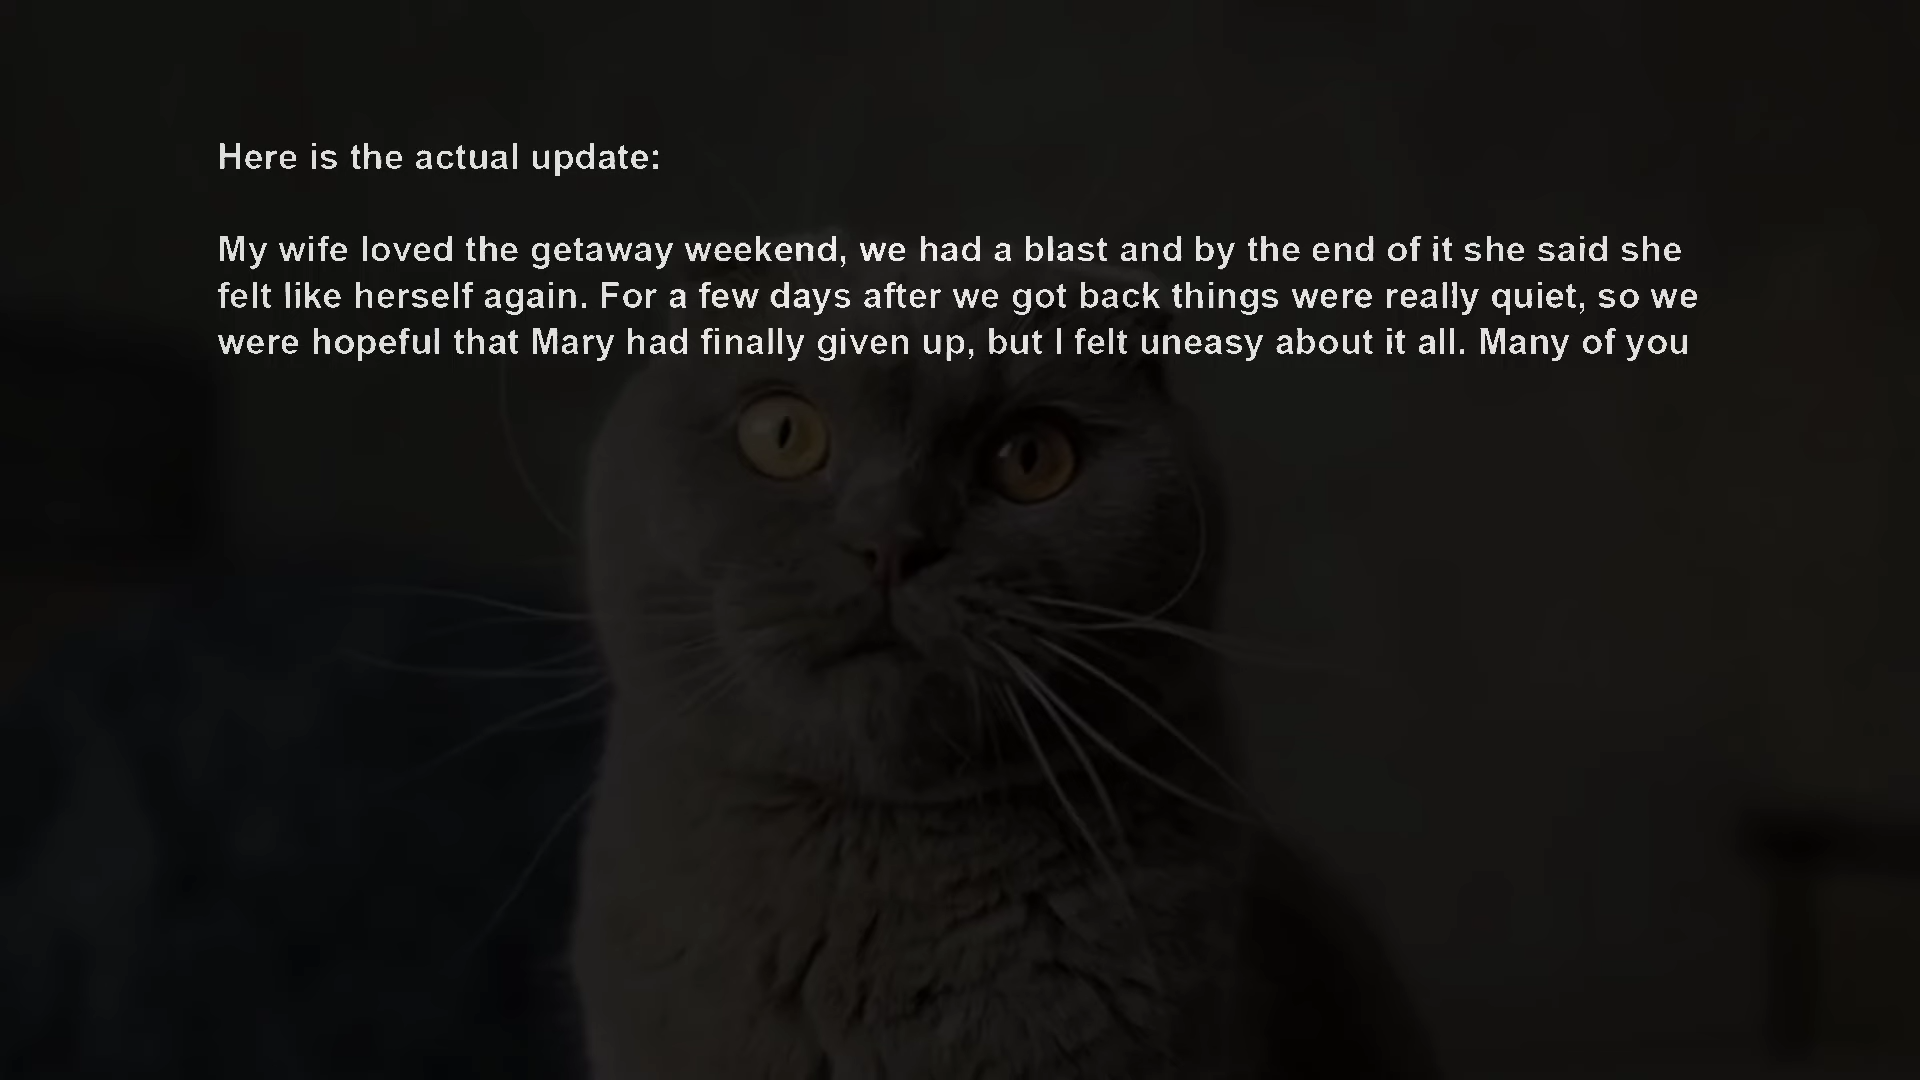 Here is the actual update:
My wife loved the getaway weekend, we had a blast and by the end of it she said she
felt like herself again. For a few days after we got back things were really quiet, so we
were hopeful that Mary had finally given up, but I felt uneasy about it all. Many of you